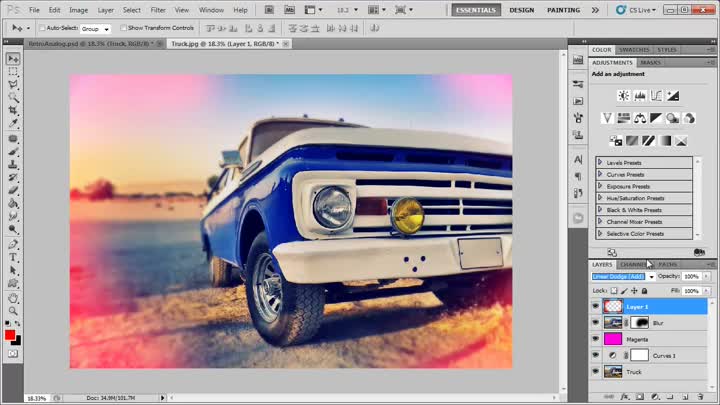 PS
File Edit Image Layer Select Filter Analysis 3D View Window Help
Br Mb 18.3
ESSENTIALS DESIGN PAINTING >> CS Live
Auto-Select: Group Show Transform Controls
RetroAnalog.psd @ 18.3% (Truck, RGB/8) * × Truck.jpg @ 18.3% (Layer 1, RGB/8) * ×
COLOR SWATCHES STYLES
ADJUSTMENTS MASKS
Add an adjustment
Levels Presets
Curves Presets
Exposure Presets
Hue/Saturation Presets
Black & White Presets
Channel Mixer Presets
Selective Color Presets
LAYERS CHANNELS PATHS
Linear Dodge (Add) Opacity: 100%
Lock: Fill: 100%
Layer 1
Blur
Magenta
Curves 1
Truck
18.33% Doc: 34.9M/101.7M